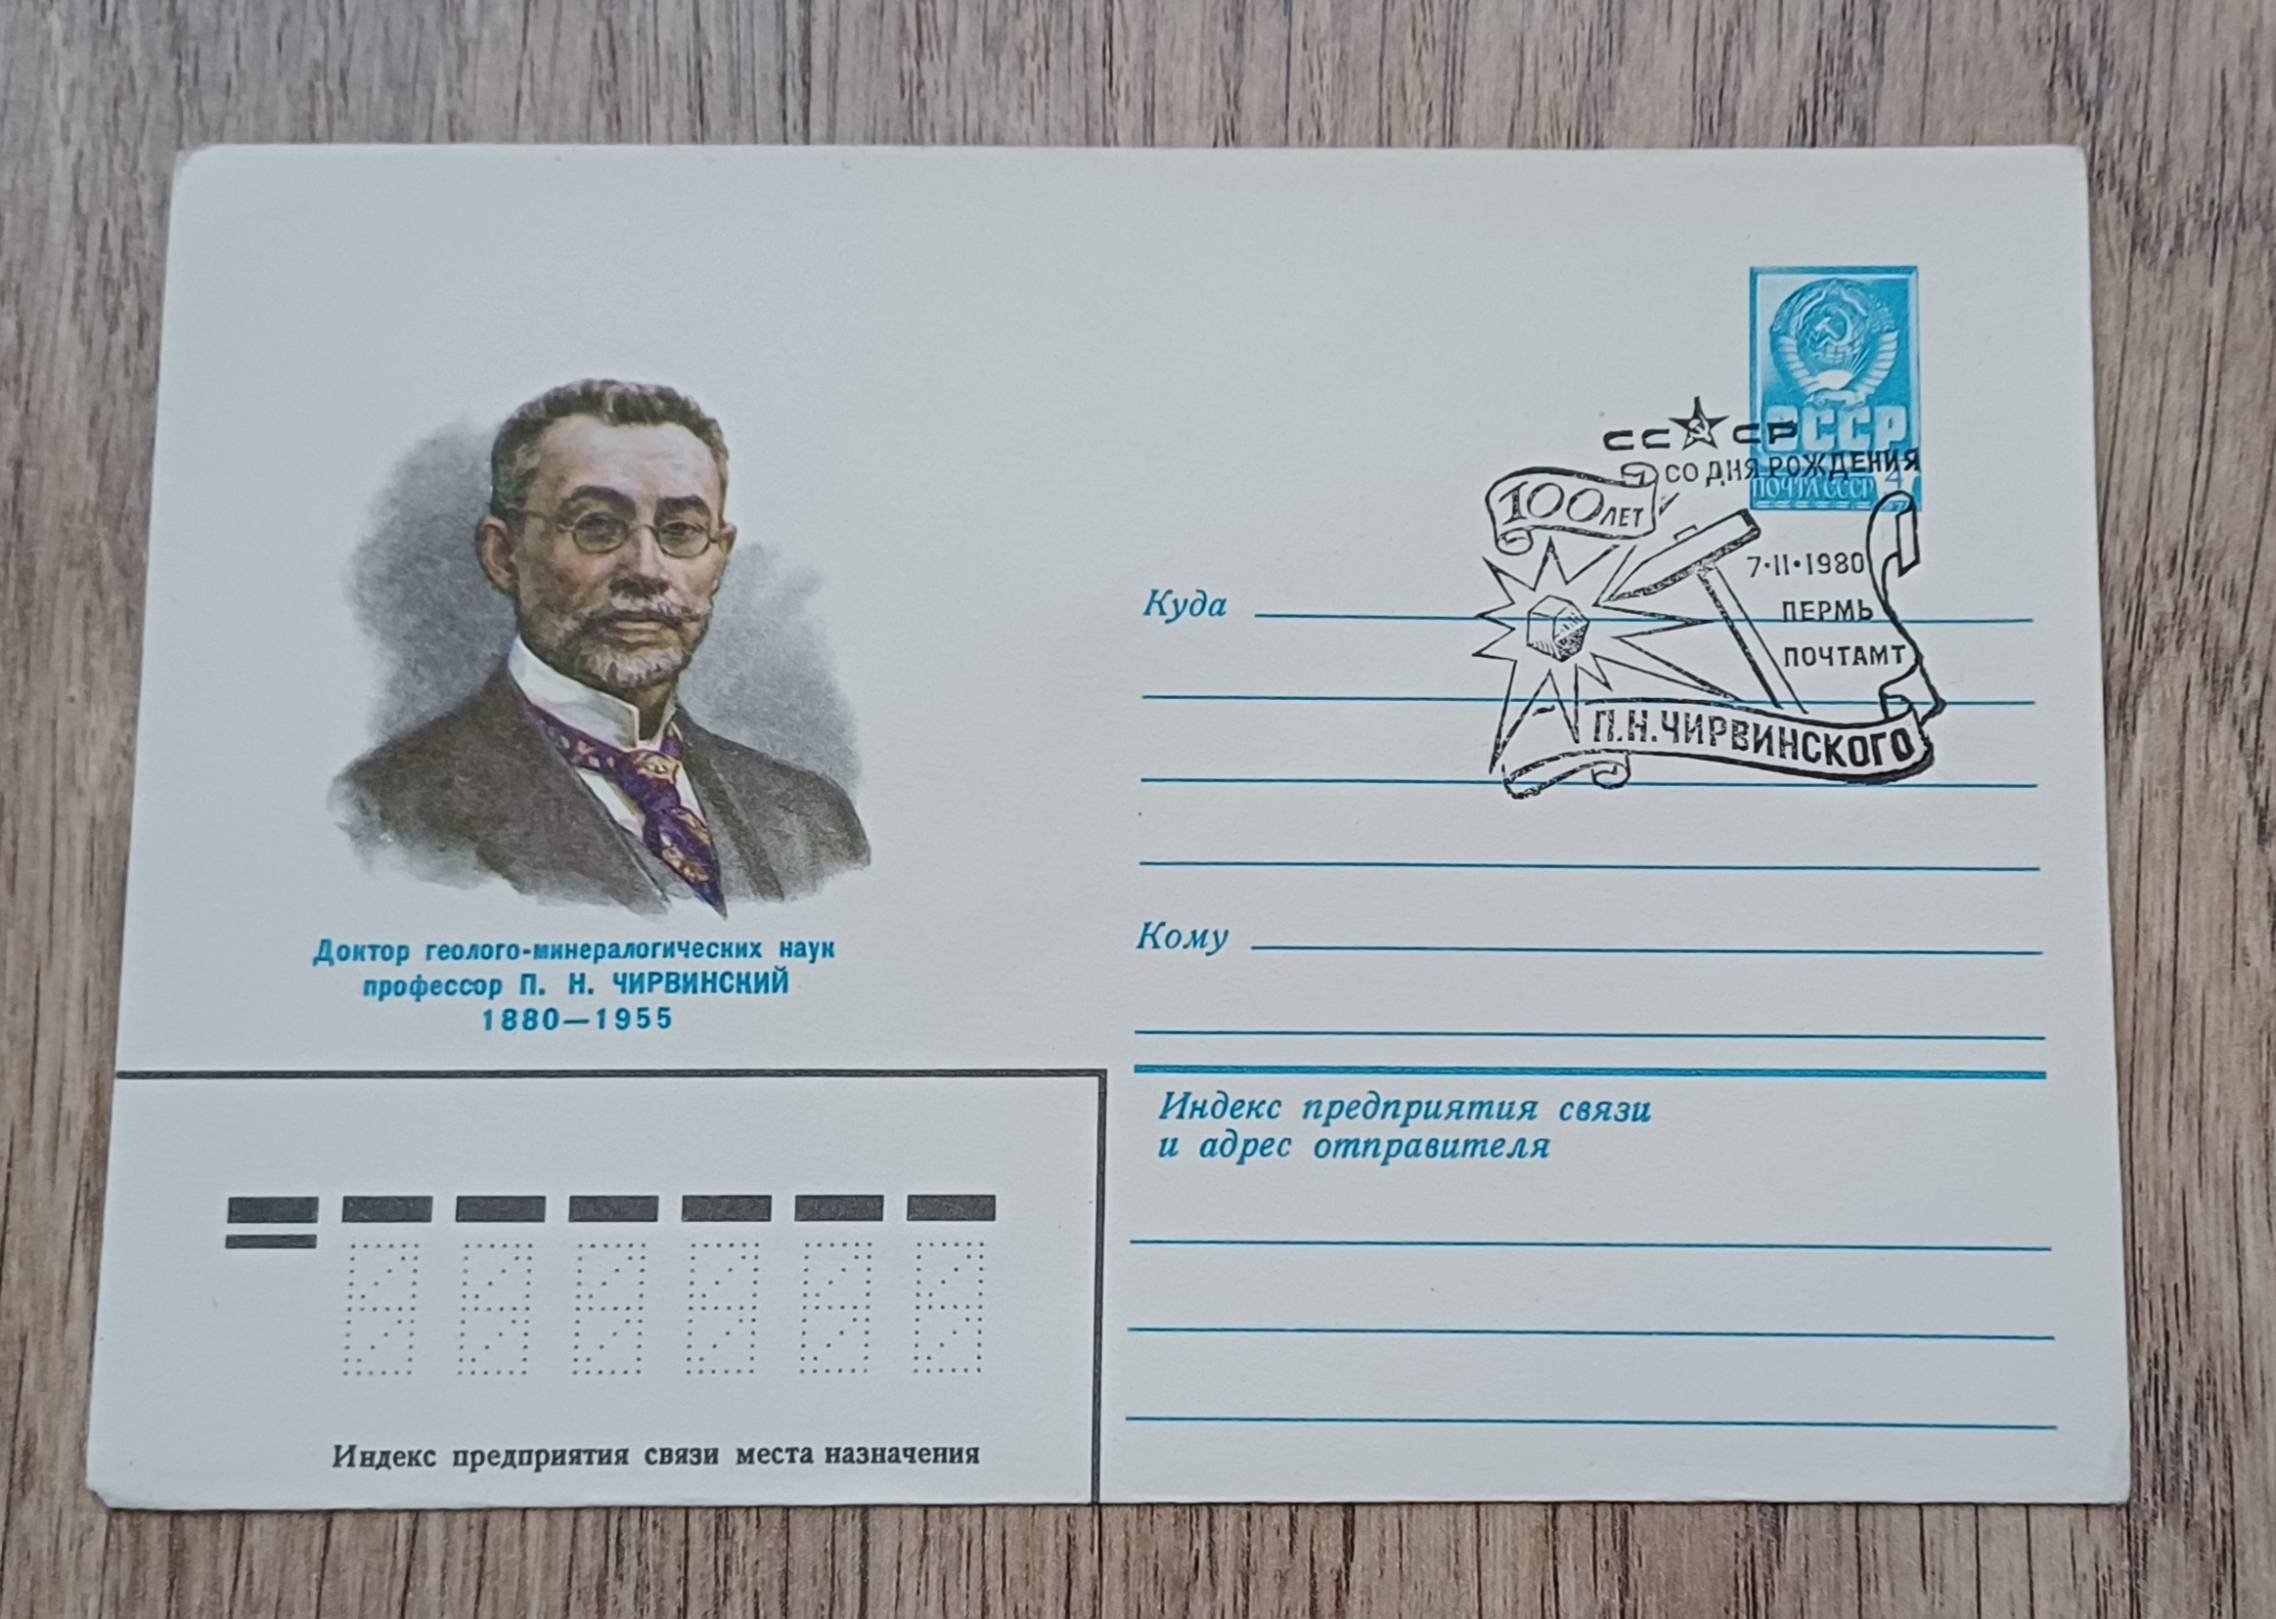 СССР
ПОЧТА СССР 4
СССР
100 ЛЕТ СО ДНЯ РОЖДЕНИЯ
7·II·1980
ПЕРМЬ
ПОЧТАМТ
П.Н.ЧИРВИНСКОГО
Доктор геолого-минералогических наук
профессор П. Н. ЧИРВИНСКИЙ
1880—1955
Куда
Кому
Индекс предприятия связи
и адрес отправителя
Индекс предприятия связи места назначения